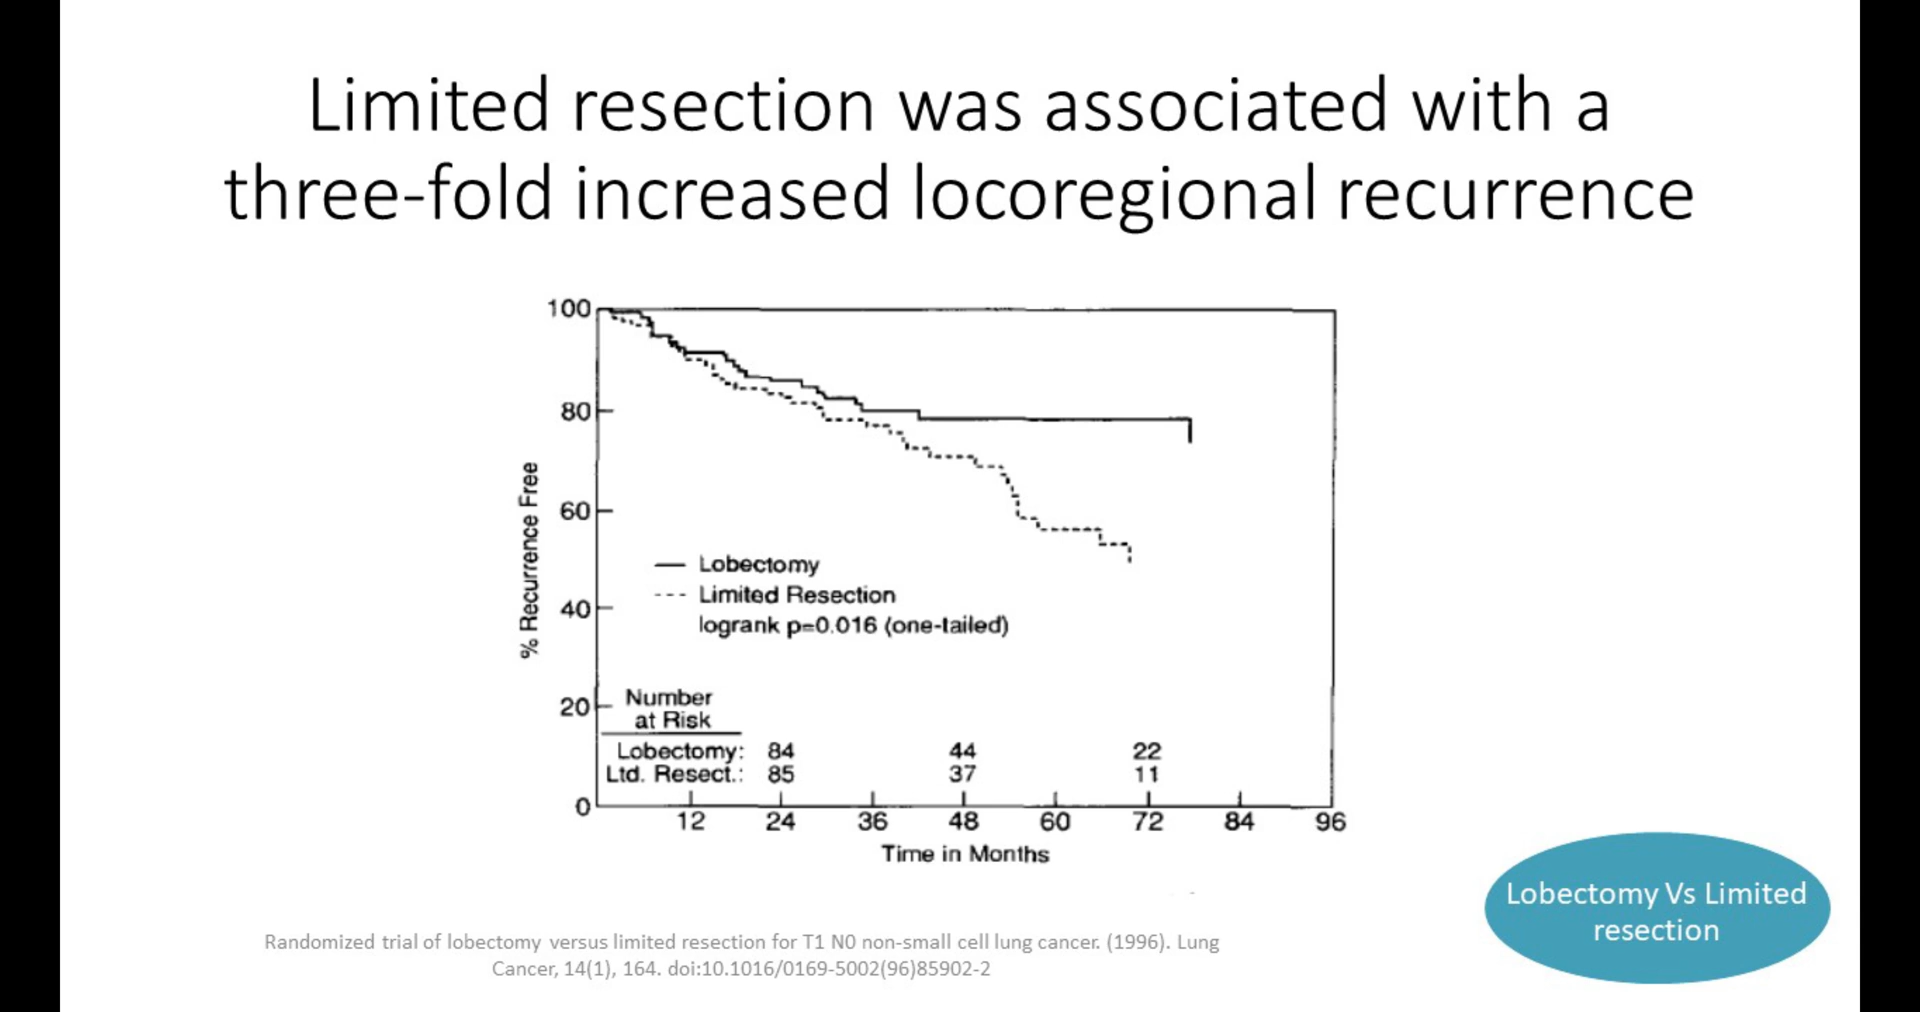 Limited resection was associated with a
three-fold increased locoregional recurrence
100
80
60
40
20
0
% Recurrence Free
Lobectomy
Limited Resection
logrank p=0.016 (one-tailed)
Number
at Risk
Lobectomy: 84 44 22
Ltd. Resect.: 85 37 11
12 24 36 48 60 72 84 96
Time in Months
Lobectomy Vs Limited
resection
Randomized trial of lobectomy versus limited resection for T1 N0 non-small cell lung cancer. (1996). Lung
Cancer, 14(1), 164. doi:10.1016/0169-5002(96)85902-2